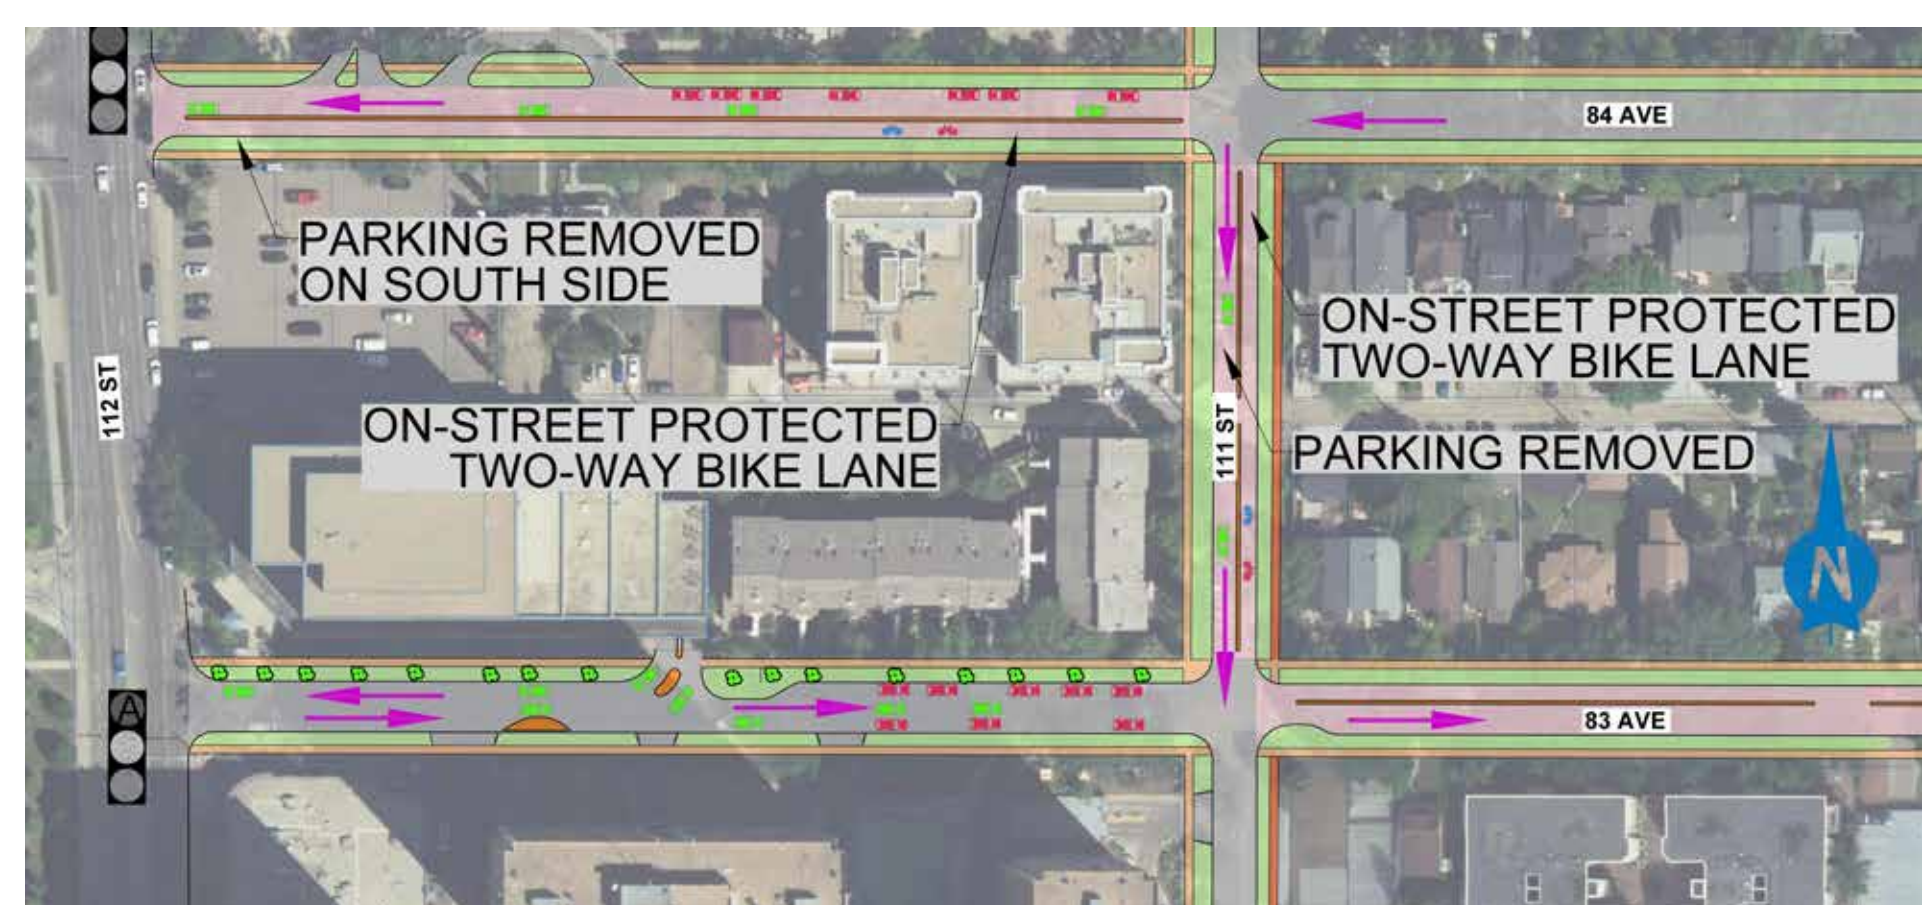 84 AVE
PARKING REMOVED
ON SOUTH SIDE
ON-STREET PROTECTED
TWO-WAY BIKE LANE
112 ST
ON-STREET PROTECTED
TWO-WAY BIKE LANE
111 ST
PARKING REMOVED
N
A
83 AVE